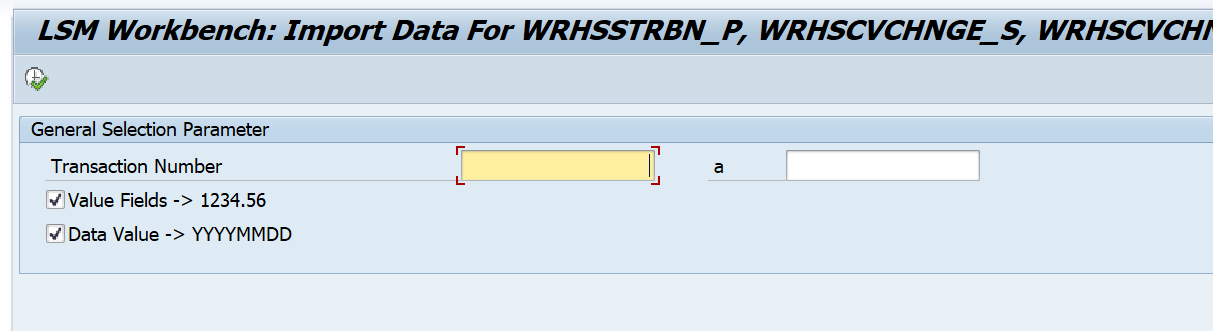 LSM Workbench: Import Data For WRHSSTRBN_P, WRHSCVCHNGE_S, WRHSCVCHN
General Selection Parameter
Transaction Number a
Value Fields -> 1234.56
Data Value -> YYYYMMDD